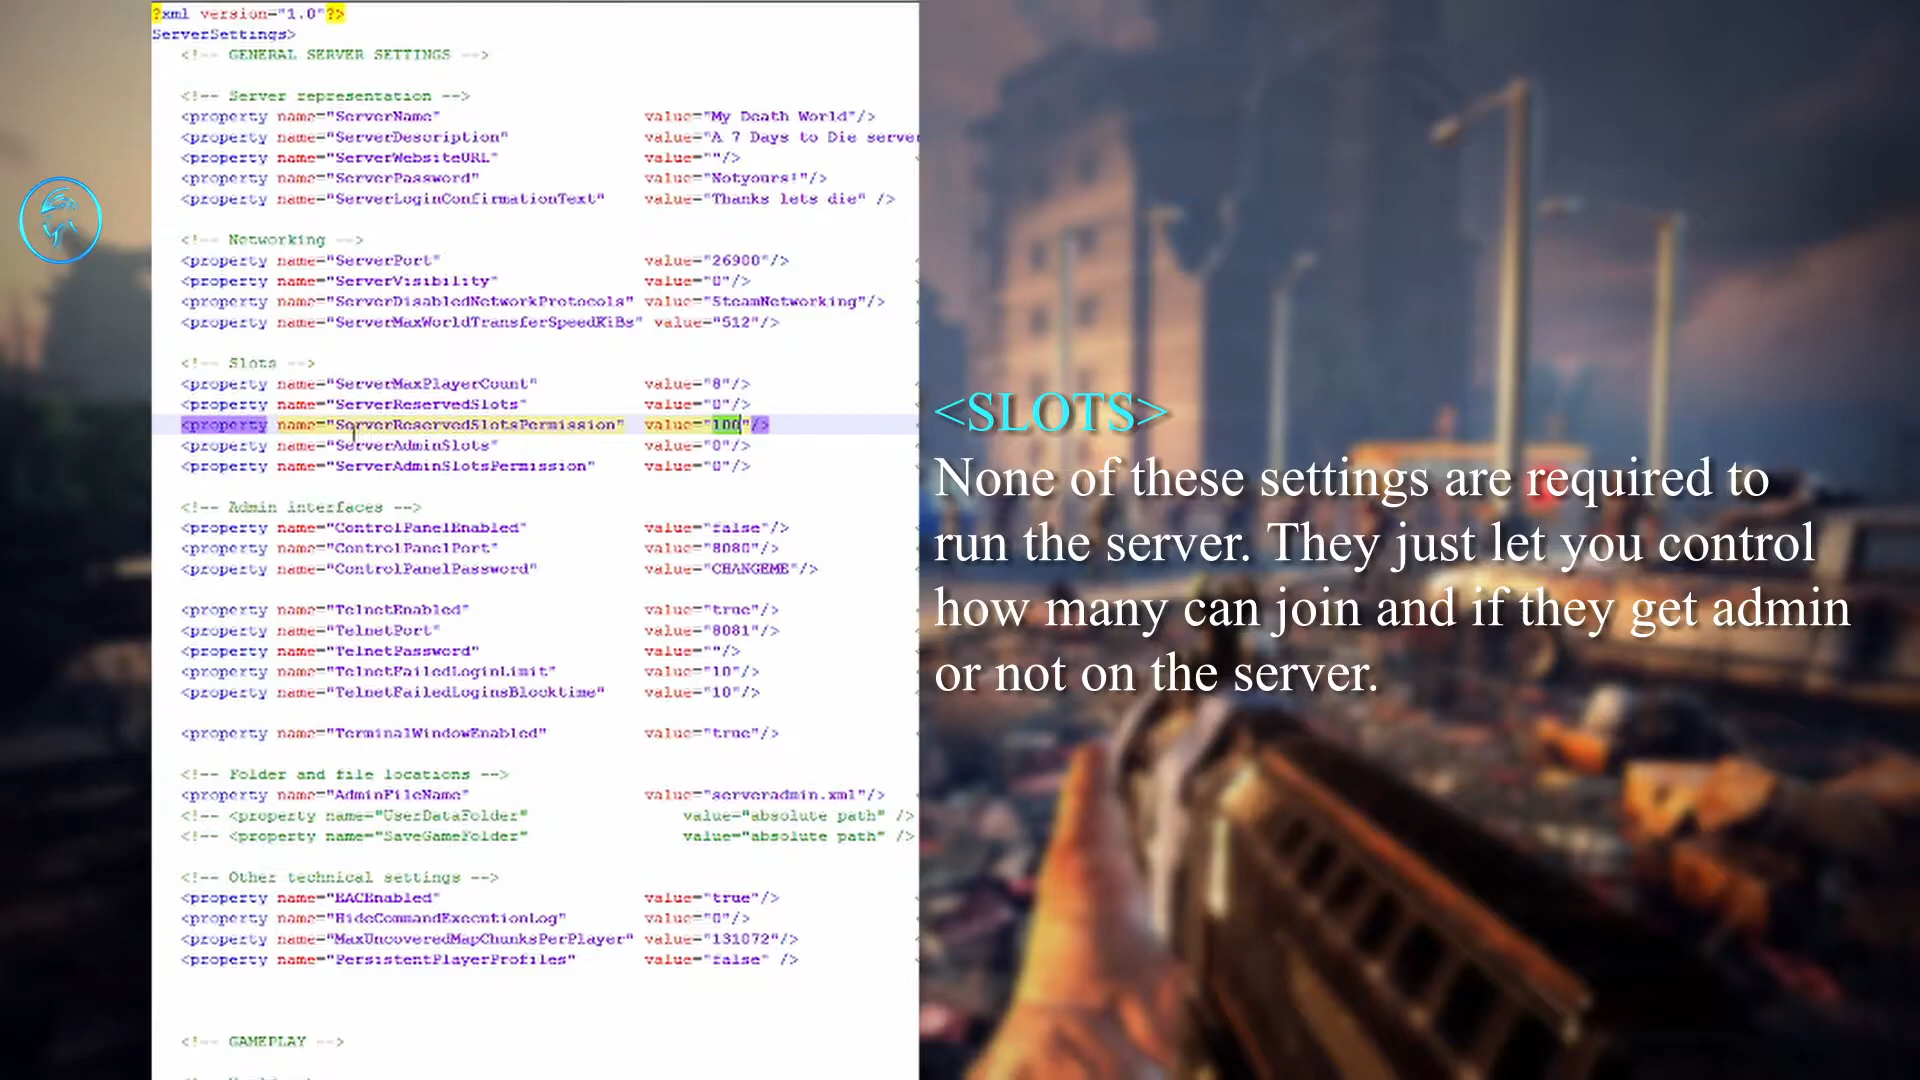 ?xml version="1.0"?>
ServerSettings>
<!-- GENERAL SERVER SETTINGS -->
<!-- Server representation -->
<property name="ServerName" value="My Death World"/>
<property name="ServerDescription" value="A 7 Days to Die server
<property name="ServerWebsiteURL" value=""/>
<property name="ServerPassword" value="Notyours!"/>
<property name="ServerLoginConfirmationText" value="Thanks lets die" />
<!-- Networking -->
<property name="ServerPort" value="26900"/>
<property name="ServerVisibility" value="0"/>
<property name="ServerDisabledNetworkProtocols" value="SteamNetworking"/>
<property name="ServerMaxWorldTransferSpeedKiBs" value="512"/>
<!-- Slots -->
<property name="ServerMaxPlayerCount" value="8"/>
<property name="ServerReservedSlots" value="0"/>
<property name="ServerReservedSlotsPermission" value="100"/>
<property name="ServerAdminSlots" value="0"/>
<property name="ServerAdminSlotsPermission" value="0"/>
<!-- Admin interfaces -->
<property name="ControlPanelEnabled" value="false"/>
<property name="ControlPanelPort" value="8080"/>
<property name="ControlPanelPassword" value="CHANGEME"/>
<property name="TelnetEnabled" value="true"/>
<property name="TelnetPort" value="8081"/>
<property name="TelnetPassword" value=""/>
<property name="TelnetFailedLoginLimit" value="10"/>
<property name="TelnetFailedLoginsBlocktime" value="10"/>
<property name="TerminalWindowEnabled" value="true"/>
<!-- Folder and file locations -->
<property name="AdminFileName" value="serveradmin.xml"/>
<!-- <property name="UserDataFolder" value="absolute path" />
<!-- <property name="SaveGameFolder" value="absolute path" />
<!-- Other technical settings -->
<property name="EACEnabled" value="true"/>
<property name="HideCommandExecutionLog" value="0"/>
<property name="MaxUncoveredMapChunksPerPlayer" value="131072"/>
<property name="PersistentPlayerProfiles" value="false" />
<!-- GAMEPLAY -->
<SLOTS>
None of these settings are required to
run the server. They just let you control
how many can join and if they get admin
or not on the server.